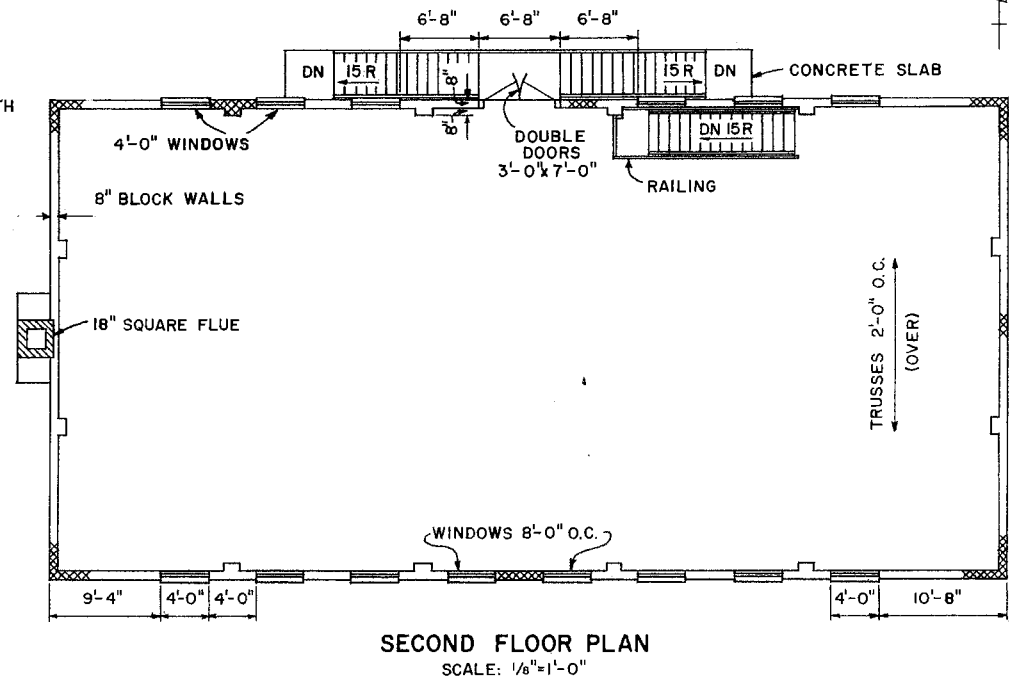 6'-8" 6'-8" 6'-8"
DN 15 R 15 R DN CONCRETE SLAB
8"
TH
8"
4'-0" WINDOWS
DOUBLE
DOORS
3'-0" x 7'-0"
DN 15 R
RAILING
8" BLOCK WALLS
18" SQUARE FLUE
TRUSSES 2'-0" O.C.
(OVER)
WINDOWS 8'-0" O.C.
9'-4" 4'-0" 4'-0" 4'-0" 10'-8"
SECOND FLOOR PLAN
SCALE: 1/8"=1'-0"